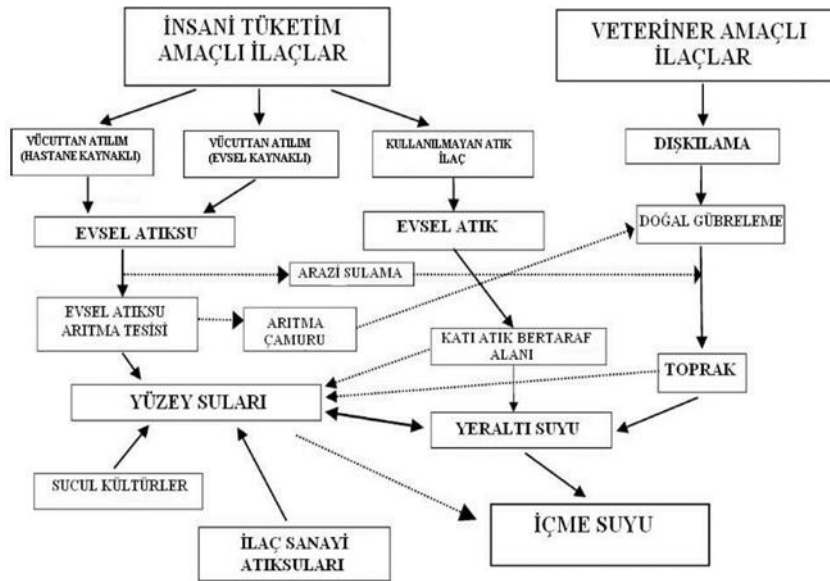 İNSANİ TÜKETİM
AMAÇLI İLAÇLAR
VETERİNER AMAÇLI
İLAÇLAR
VÜCUTTAN ATILIM
(HASTANE KAYNAKLI)
VÜCUTTAN ATILIM
(EVSEL KAYNAKLI)
KULLANILMAYAN ATIK
İLAÇ
DIŞKILAMA
EVSEL ATIKSU
EVSEL ATIK
DOĞAL GÜBRELEME
ARAZİ SULAMA
EVSEL ATIKSU
ARITMA TESİSİ
ARITMA
ÇAMURU
KATI ATIK BERTARAF
ALANI
TOPRAK
YÜZEY SULARI
YERALTI SUYU
SUCUL KÜLTÜRLER
İLAÇ SANAYİ
ATIKSULARI
İÇME SUYU